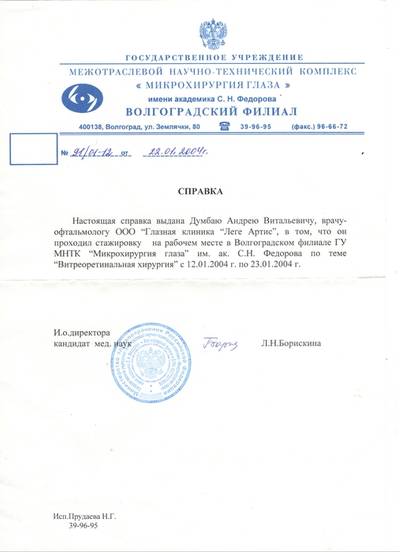 ГОСУДАРСТВЕННОЕ УЧРЕЖДЕНИЕ
МЕЖОТРАСЛЕВОЙ НАУЧНО-ТЕХНИЧЕСКИЙ КОМПЛЕКС
« МИКРОХИРУРГИЯ ГЛАЗА »
имени академика С. Н. Федорова
ВОЛГОГРАДСКИЙ ФИЛИАЛ
400138, Волгоград, ул. Землячки, 80 ☎ 39-96-95 (факс.) 96-66-72
№ 91/01-12 от 22.01.2004г.
СПРАВКА
Настоящая справка выдана Думбаю Андрею Витальевичу, врачу-
офтальмологу ООО “Глазная клиника “Леге Артис”, в том, что он
проходил стажировку на рабочем месте в Волгоградском филиале ГУ
МНТК “Микрохирургия глаза” им. ак. С.Н. Федорова по теме
“Витреоретинальная хирургия” с 12.01.2004 г. по 23.01.2004 г.
И.о.директора
кандидат мед. наук Л.Н.Борискина
Исп.Прудаева Н.Г.
39-96-95